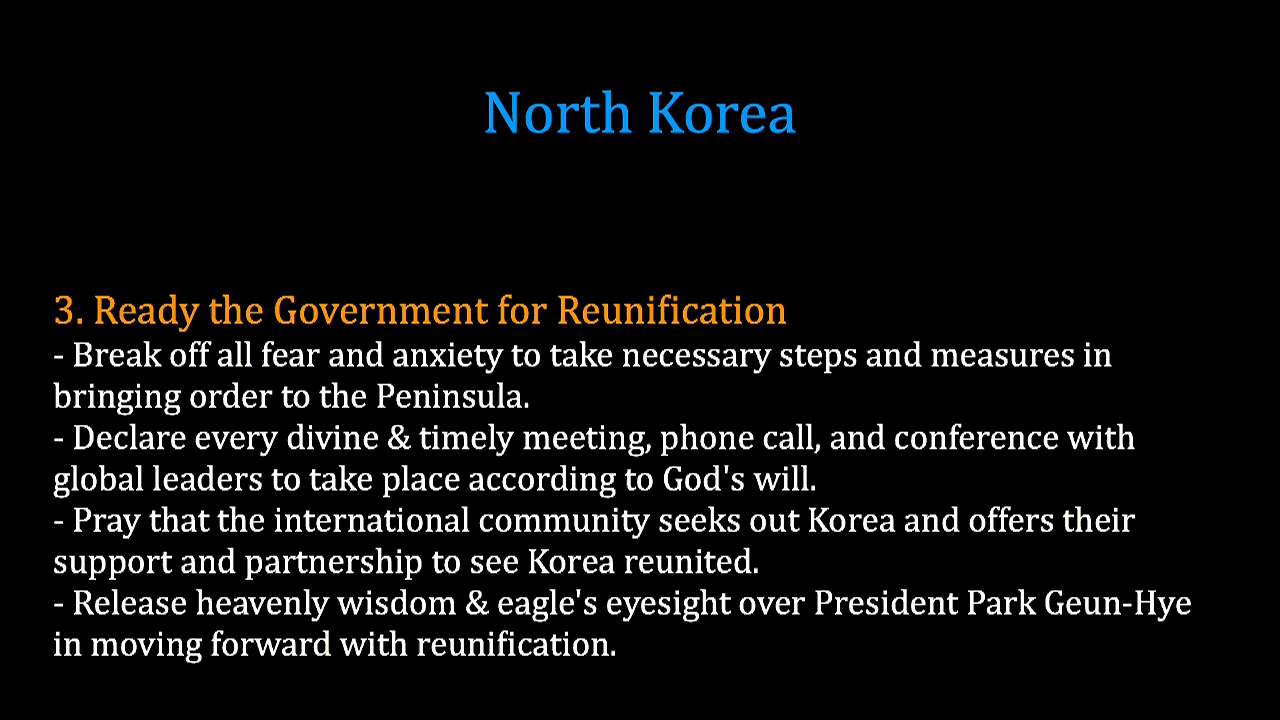 North Korea
3. Ready the Government for Reunification
- Break off all fear and anxiety to take necessary steps and measures in
bringing order to the Peninsula.
- Declare every divine & timely meeting, phone call, and conference with
global leaders to take place according to God's will.
- Pray that the international community seeks out Korea and offers their
support and partnership to see Korea reunited.
- Release heavenly wisdom & eagle's eyesight over President Park Geun-Hye
in moving forward with reunification.